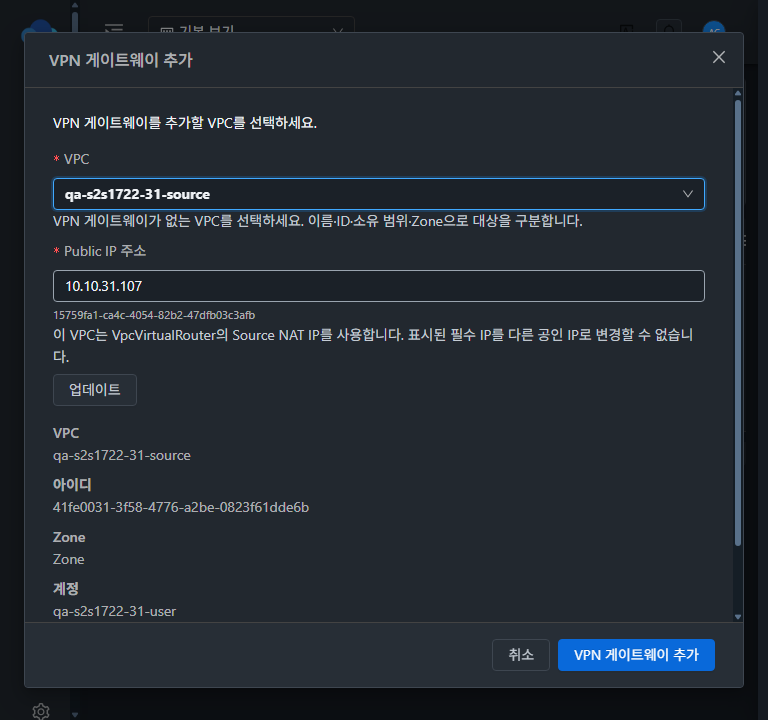 기본 보기
VPN 게이트웨이 추가
VPN 게이트웨이를 추가할 VPC를 선택하세요.
* VPC
qa-s2s1722-31-source
VPN 게이트웨이가 없는 VPC를 선택하세요. 이름·ID·소유 범위·Zone으로 대상을 구분합니다.
* Public IP 주소
10.10.31.107
15759fa1-ca4c-4054-82b2-47dfb03c3afb
이 VPC는 VpcVirtualRouter의 Source NAT IP를 사용합니다. 표시된 필수 IP를 다른 공인 IP로 변경할 수 없습니
다.
업데이트
VPC
qa-s2s1722-31-source
아이디
41fe0031-3f58-4776-a2be-0823f61dde6b
Zone
Zone
계정
qa-s2s1722-31-user
취소
VPN 게이트웨이 추가